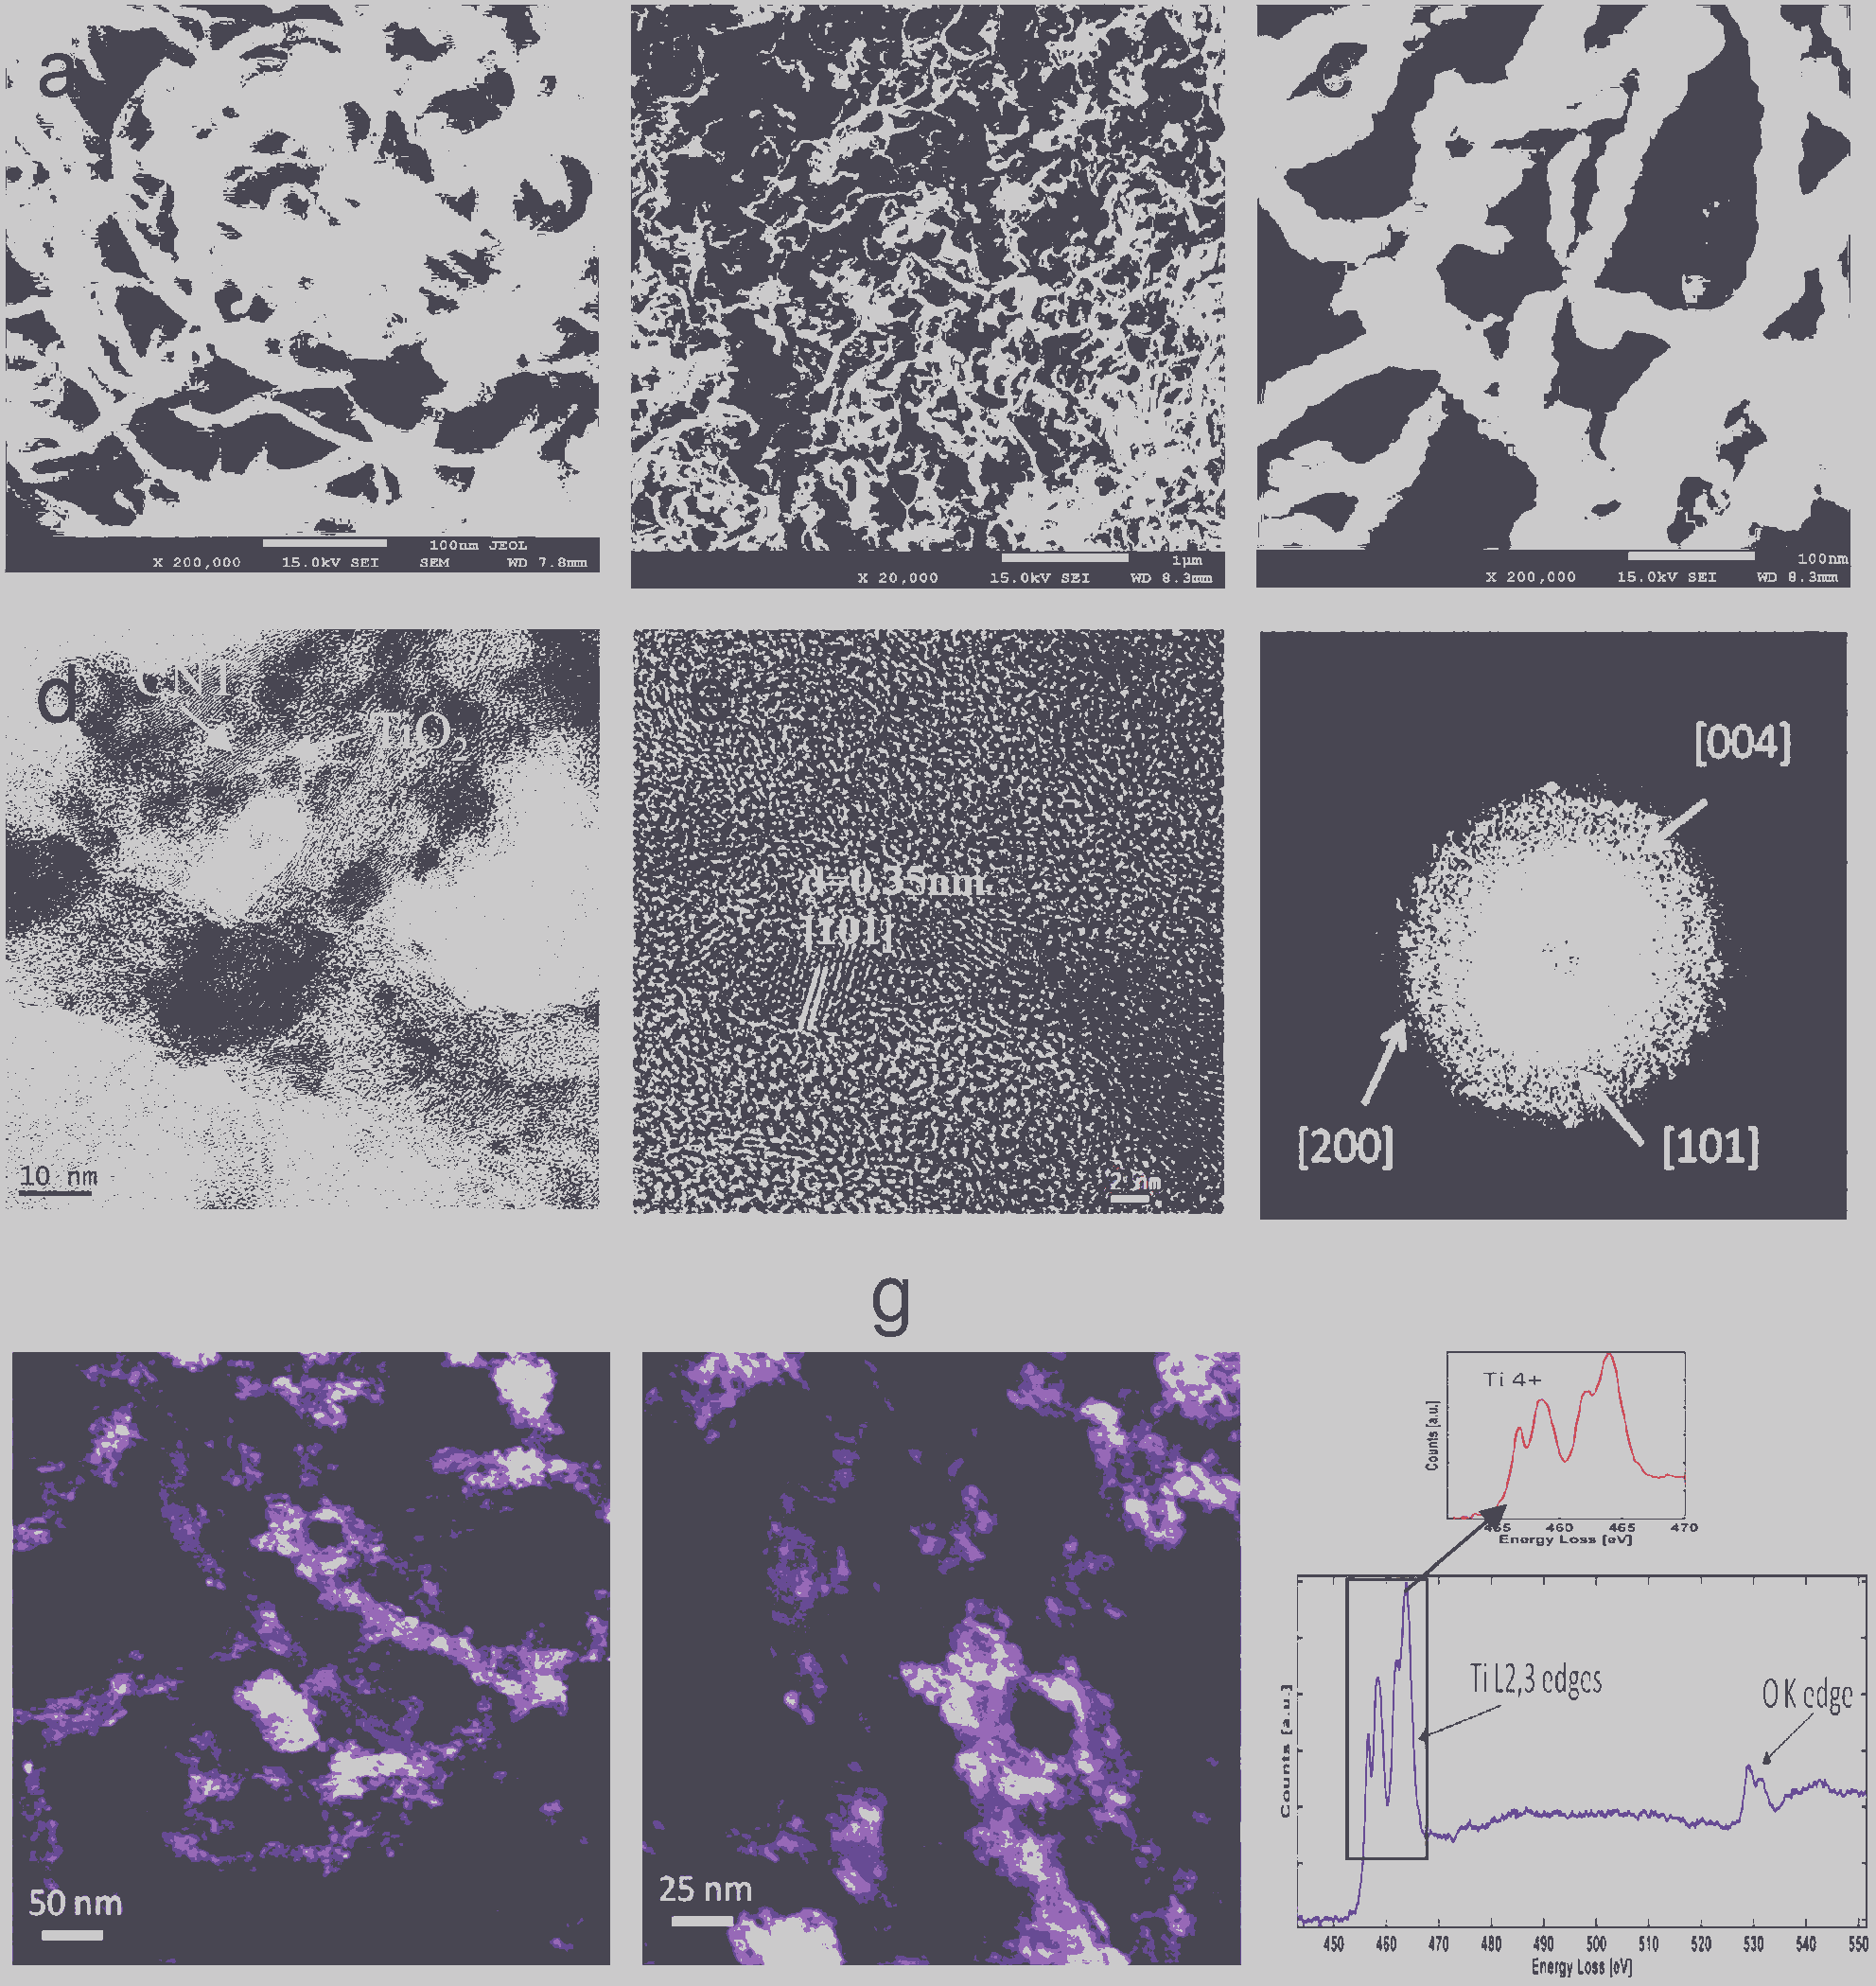 a
c
100nm JEOL
X 200,000 15.0kV SEI SEM WD 7.8mm
1µm
X 20,000 15.0kV SEI WD 8.3mm
100nm
X 200,000 15.0kV SEI WD 8.3mm
d
CNT
TiO2
10 nm
e
d=0.35nm
[101]
2 nm
[004]
[200]
[101]
g
50 nm
25 nm
Ti 4+
Counts [a.u.]
455 460 465 470
Energy Loss [eV]
Ti L2,3 edges
O K edge
Counts [a.u.]
450 460 470 480 490 500 510 520 530 540 550
Energy Loss [eV]